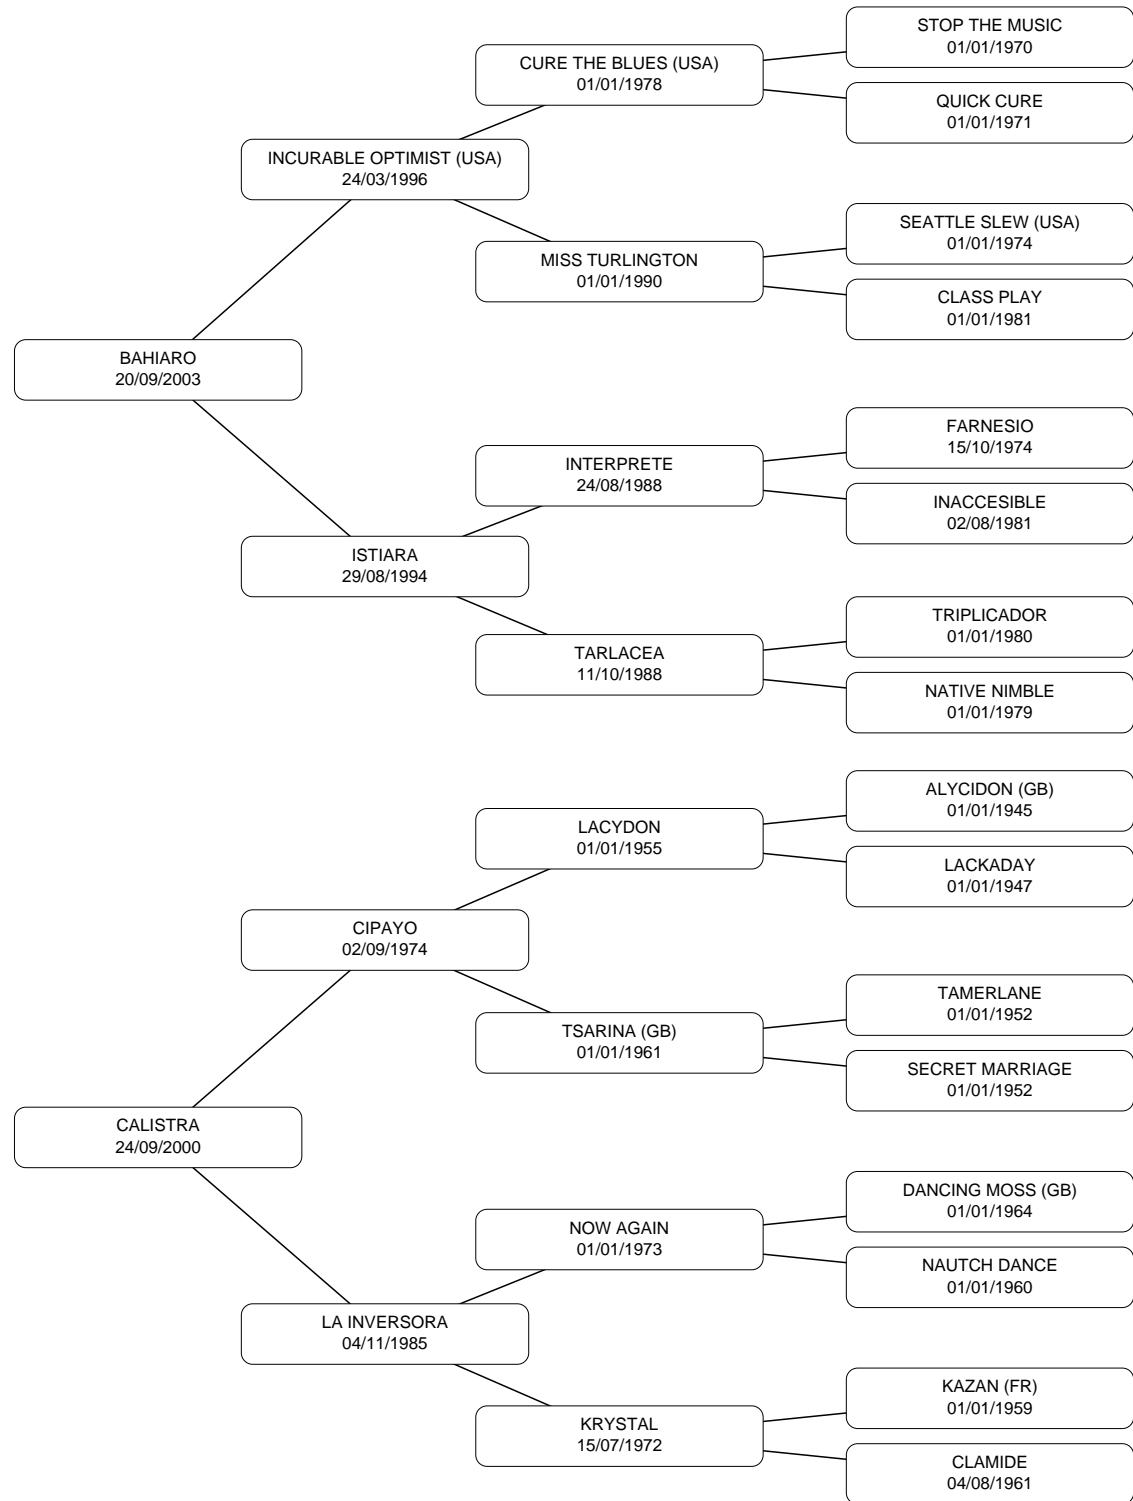 STOP THE MUSIC
01/01/1970
CURE THE BLUES (USA)
01/01/1978
QUICK CURE
01/01/1971
INCURABLE OPTIMIST (USA)
24/03/1996
SEATTLE SLEW (USA)
01/01/1974
MISS TURLINGTON
01/01/1990
CLASS PLAY
01/01/1981
BAHIARO
20/09/2003
FARNESIO
15/10/1974
INTERPRETE
24/08/1988
INACCESIBLE
02/08/1981
ISTIARA
29/08/1994
TRIPLICADOR
01/01/1980
TARLACEA
11/10/1988
NATIVE NIMBLE
01/01/1979
ALYCIDON (GB)
01/01/1945
LACYDON
01/01/1955
LACKADAY
01/01/1947
CIPAYO
02/09/1974
TAMERLANE
01/01/1952
TSARINA (GB)
01/01/1961
SECRET MARRIAGE
01/01/1952
CALISTRA
24/09/2000
DANCING MOSS (GB)
01/01/1964
NOW AGAIN
01/01/1973
NAUTCH DANCE
01/01/1960
LA INVERSORA
04/11/1985
KAZAN (FR)
01/01/1959
KRYSTAL
15/07/1972
CLAMIDE
04/08/1961